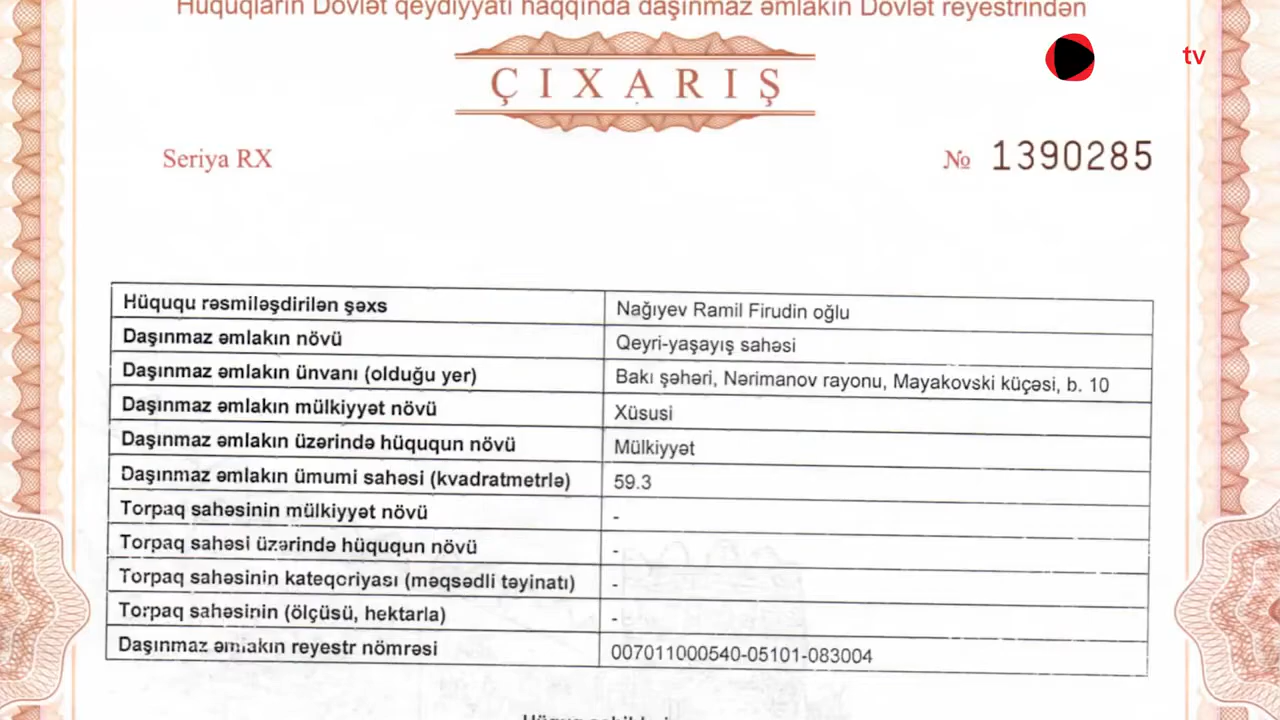 Hüquqların Dövlət qeydiyyatı haqqında daşınmaz əmlakın Dövlət reyestrindən
ÇIXARIŞ
tv
Seriya RX
№ 1390285
Hüququ rəsmiləşdirilən şəxs Nağıyev Ramil Firudin oğlu
Daşınmaz əmlakın növü Qeyri-yaşayış sahəsi
Daşınmaz əmlakın ünvanı (olduğu yer) Bakı şəhəri, Nərimanov rayonu, Mayakovski küçəsi, b. 10
Daşınmaz əmlakın mülkiyyət növü Xüsusi
Daşınmaz əmlakın üzərində hüququn növü Mülkiyyət
Daşınmaz əmlakın ümumi sahəsi (kvadratmetrlə) 59.3
Torpaq sahəsinin mülkiyyət növü -
Torpaq sahəsi üzərində hüququn növü -
Torpaq sahəsinin kateqoriyası (məqsədli təyinatı) -
Torpaq sahəsinin (ölçüsü, hektarla) -
Daşınmaz əmlakın reyestr nömrəsi 007011000540-05101-083004